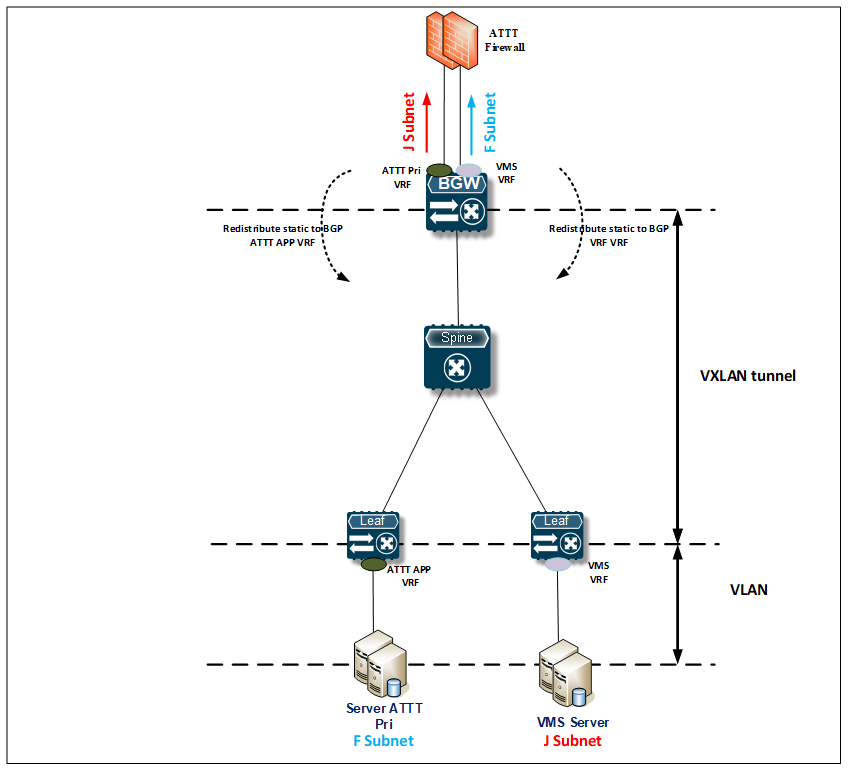 ATTT
Firewall
J Subnet
F Subnet
ATTT Pri
VRF
VMS
VRF
BGW
Redistribute static to BGP
ATTT APP VRF
Redistribute static to BGP
VRF VRF
Spine
VXLAN tunnel
Leaf
Leaf
ATTT APP
VRF
VMS
VRF
VLAN
Server ATTT
Pri
F Subnet
VMS Server
J Subnet